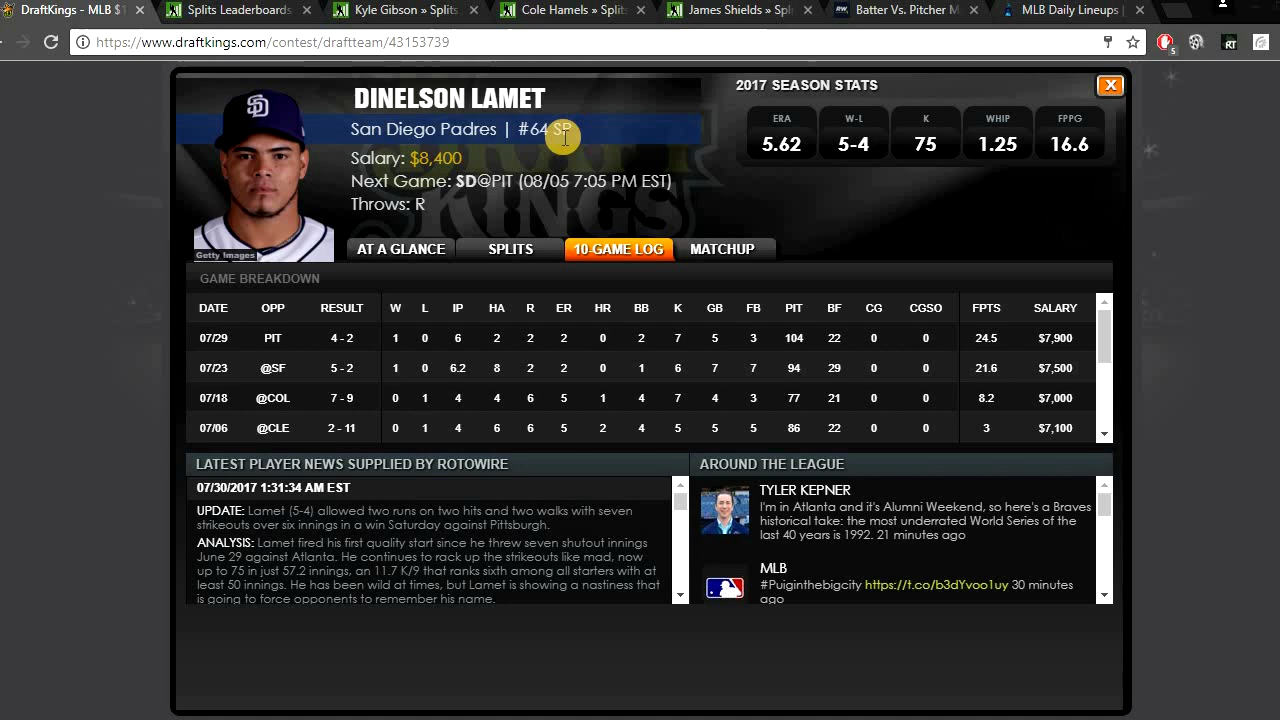 DraftKings - MLB $1
Splits Leaderboards
Kyle Gibson » Splits
Cole Hamels » Splits
James Shields » Spl
Batter Vs. Pitcher M
MLB Daily Lineups |
https://www.draftkings.com/contest/draftteam/43153739
5
RT
SD
Getty Images
DINELSON LAMET
San Diego Padres | #64 SP
Salary: $8,400
Next Game: SD@PIT (08/05 7:05 PM EST)
Throws: R
2017 SEASON STATS
X
ERA W-L K WHIP FPPG
5.62 5-4 75 1.25 16.6
AT A GLANCE SPLITS 10-GAME LOG MATCHUP
GAME BREAKDOWN
DATE OPP RESULT W L IP HA R ER HR BB K GB FB PIT BF CG CGSO FPTS SALARY
07/29 PIT 4 - 2 1 0 6 2 2 2 0 2 7 5 3 104 22 0 0 24.5 $7,900
07/23 @SF 5 - 2 1 0 6.2 8 2 2 0 1 6 7 7 94 29 0 0 21.6 $7,500
07/18 @COL 7 - 9 0 1 4 4 6 5 1 4 7 4 3 77 21 0 0 8.2 $7,000
07/06 @CLE 2 - 11 0 1 4 6 6 5 2 4 5 5 5 86 22 0 0 3 $7,100
LATEST PLAYER NEWS SUPPLIED BY ROTOWIRE
07/30/2017 1:31:34 AM EST
UPDATE: Lamet (5-4) allowed two runs on two hits and two walks with seven
strikeouts over six innings in a win Saturday against Pittsburgh.
ANALYSIS: Lamet fired his first quality start since he threw seven shutout innings
June 29 against Atlanta. He continues to rack up the strikeouts like mad, now
up to 75 in just 57.2 innings, an 11.7 K/9 that ranks sixth among all starters with at
least 50 innings. He has been wild at times, but Lamet is showing a nastiness that
is going to force opponents to remember his name.
AROUND THE LEAGUE
TYLER KEPNER
I'm in Atlanta and it's Alumni Weekend, so here's a Braves
historical take: the most underrated World Series of the
last 40 years is 1992. 21 minutes ago
MLB
#Puiginthebigcity https://t.co/b3dYvoo1uy 30 minutes
ago